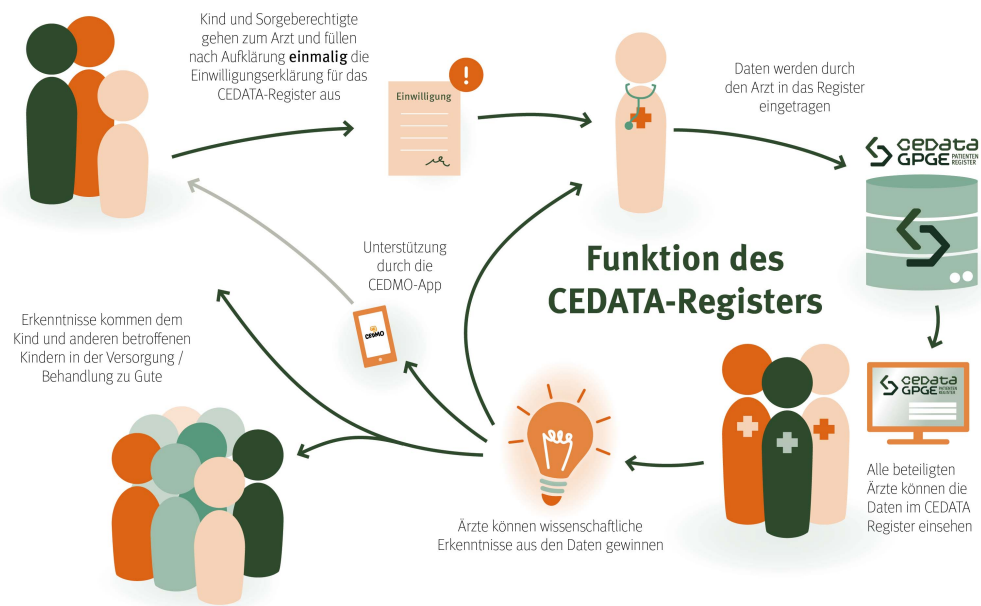 Kind und Sorgeberechtigte
gehen zum Arzt und füllen
nach Aufklärung einmalig die
Einwilligungserklärung für das
CEDATA-Register aus
Einwilligung
!
Daten werden durch
den Arzt in das Register
eingetragen
CEDATA
GPGE PATIENTEN
REGISTER
Unterstützung
durch die
CEDMO-App
CEDMO
Funktion des
CEDATA-Registers
Erkenntnisse kommen dem
Kind und anderen betroffenen
Kindern in der Versorgung /
Behandlung zu Gute
CEDATA
GPGE PATIENTEN
REGISTER
Alle beteiligten
Ärzte können die
Daten im CEDATA
Register einsehen
Ärzte können wissenschaftliche
Erkenntnisse aus den Daten gewinnen